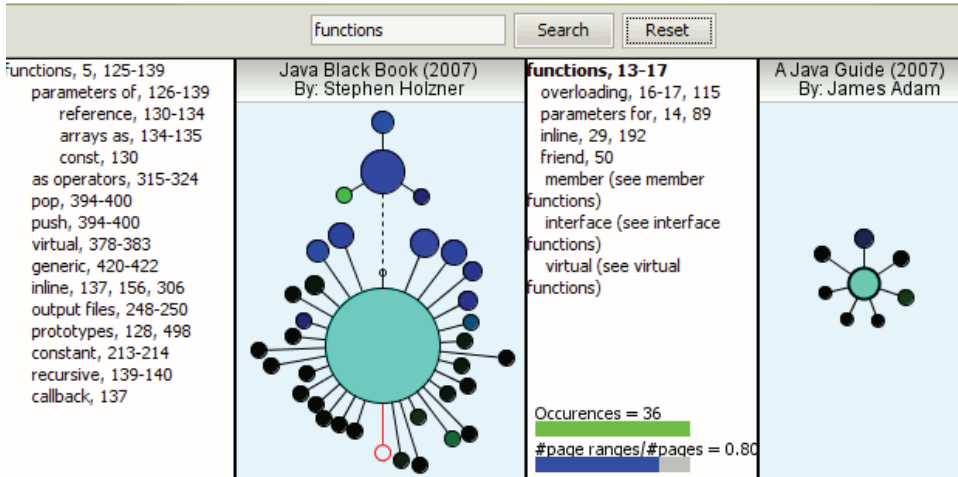 functions
Search
Reset
functions, 5, 125-139
parameters of, 126-139
reference, 130-134
arrays as, 134-135
const, 130
as operators, 315-324
pop, 394-400
push, 394-400
virtual, 378-383
generic, 420-422
inline, 137, 156, 306
output files, 248-250
prototypes, 128, 498
constant, 213-214
recursive, 139-140
callback, 137
Java Black Book (2007)
By: Stephen Holzner
functions, 13-17
overloading, 16-17, 115
parameters for, 14, 89
inline, 29, 192
friend, 50
member (see member
functions)
interface (see interface
functions)
virtual (see virtual
functions)
Occurences = 36
#page ranges/#pages = 0.80
A Java Guide (2007)
By: James Adam